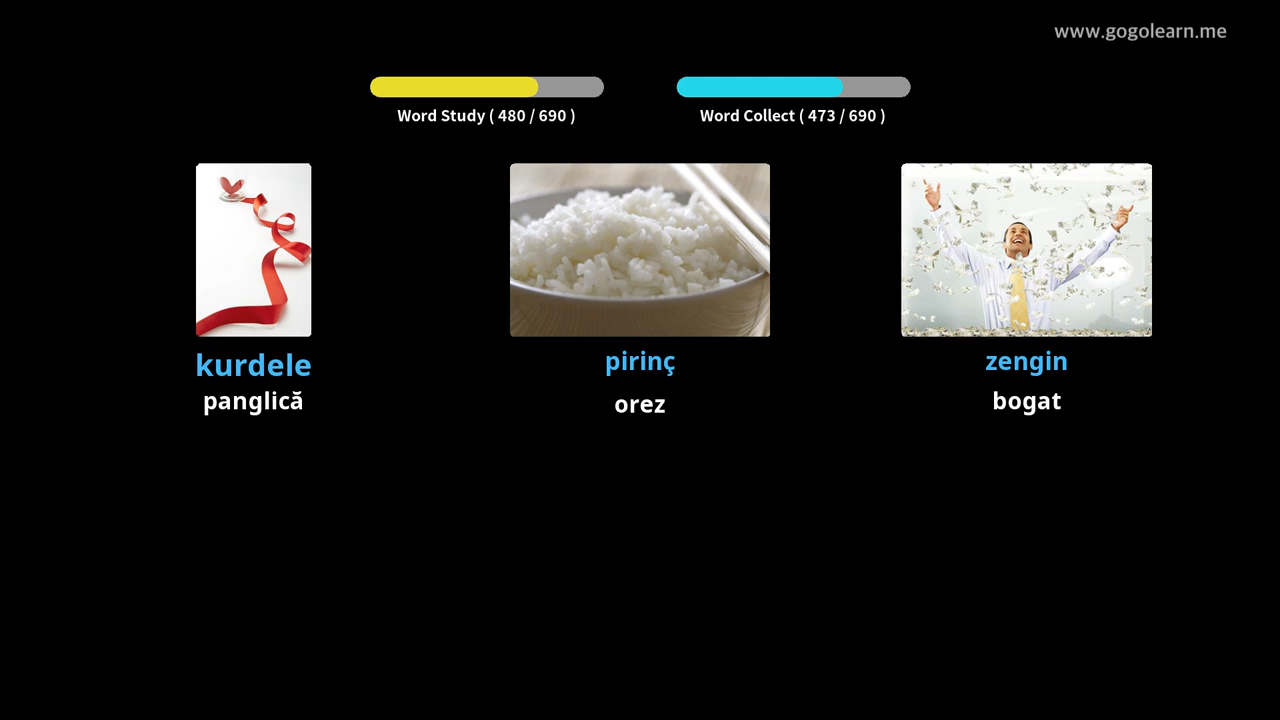 www.gogolearn.me
Word Study ( 480 / 690 )
Word Collect ( 473 / 690 )
kurdele
panglică
pirinç
orez
zengin
bogat